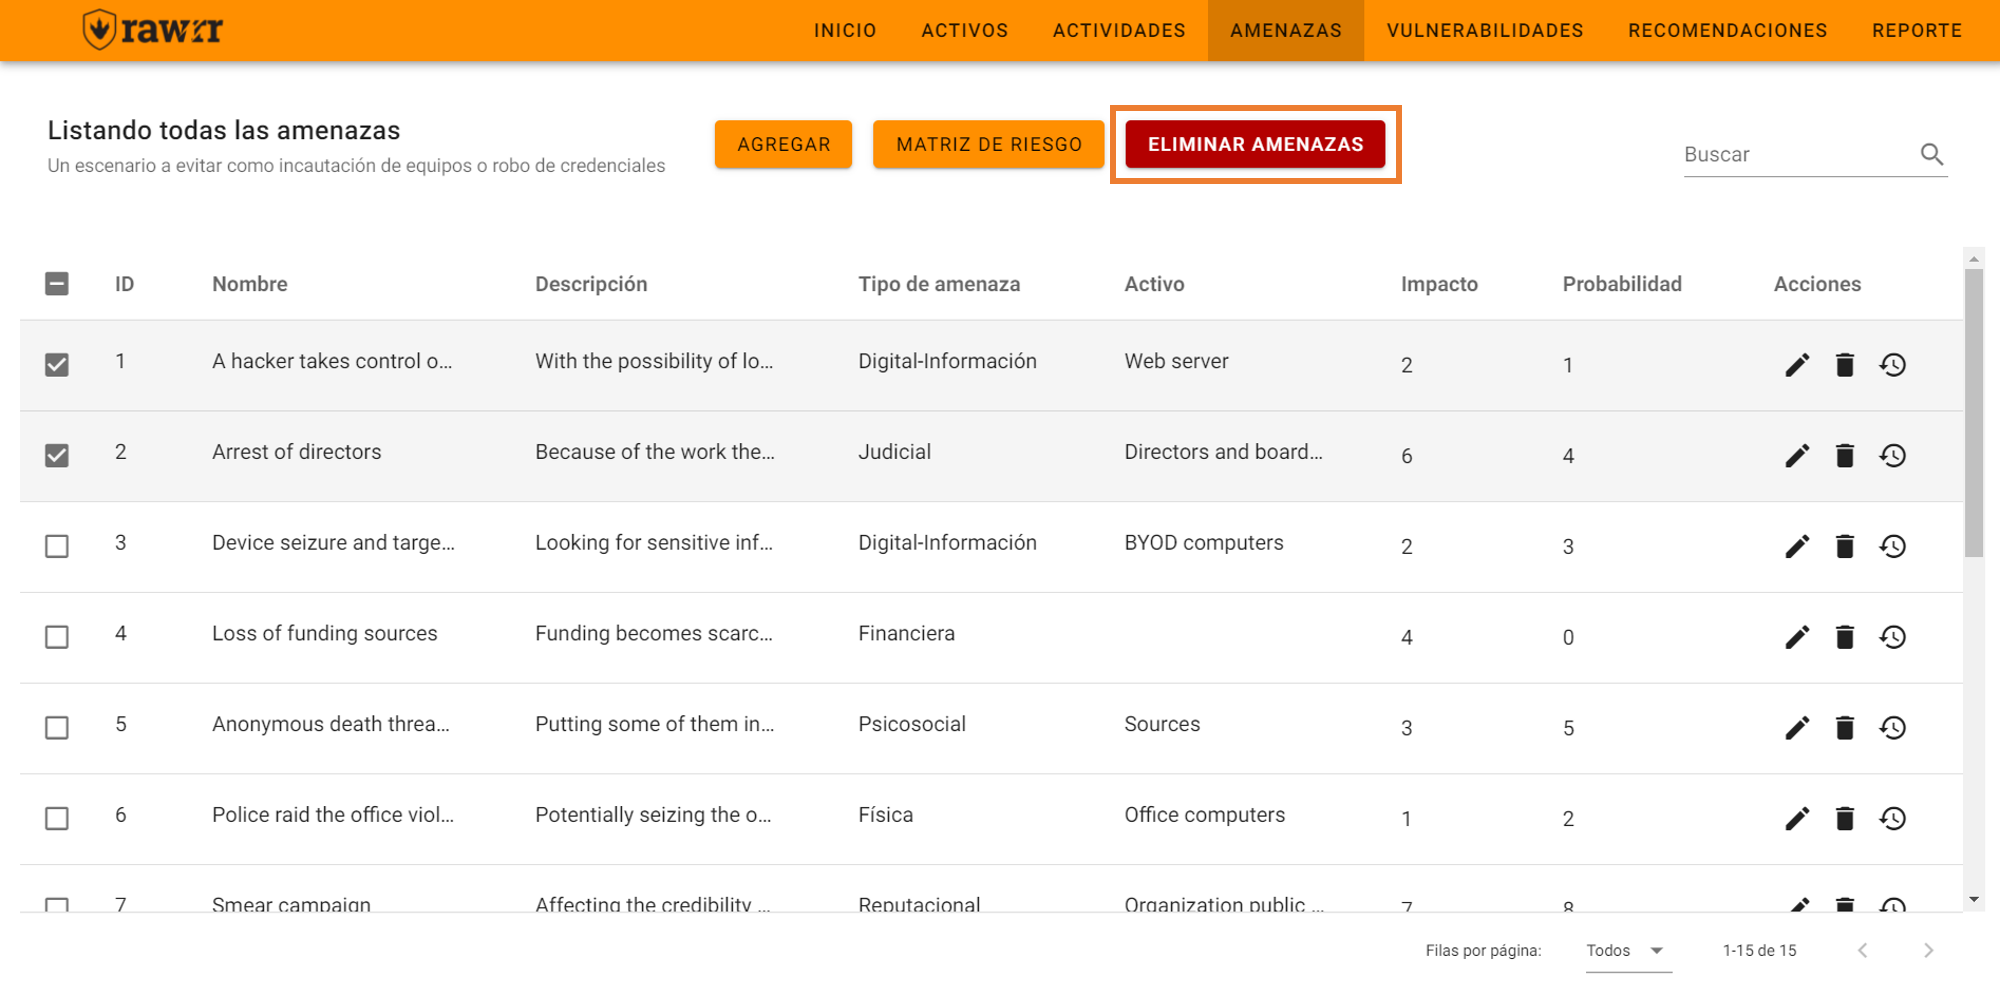 rawrr
INICIO ACTIVOS ACTIVIDADES AMENAZAS VULNERABILIDADES RECOMENDACIONES REPORTE
Listando todas las amenazas
Un escenario a evitar como incautación de equipos o robo de credenciales
AGREGAR MATRIZ DE RIESGO ELIMINAR AMENAZAS
Buscar
ID Nombre Descripción Tipo de amenaza Activo Impacto Probabilidad Acciones
1 A hacker takes control o... With the possibility of lo... Digital-Información Web server 2 1
2 Arrest of directors Because of the work the... Judicial Directors and board... 6 4
3 Device seizure and targe... Looking for sensitive inf... Digital-Información BYOD computers 2 3
4 Loss of funding sources Funding becomes scarc... Financiera 4 0
5 Anonymous death threa... Putting some of them in... Psicosocial Sources 3 5
6 Police raid the office viol... Potentially seizing the o... Física Office computers 1 2
7 Smear campaign Affecting the credibility ... Reputacional Organization public ... 7 8
Filas por página: Todos 1-15 de 15